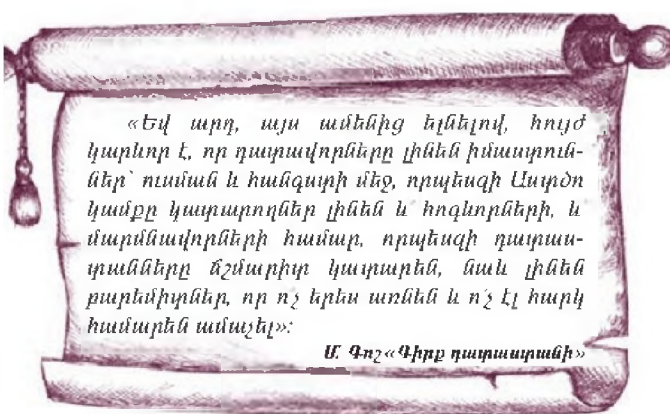 «Եվ արդ, այս ամենից ելնելով, հույժ
կարևոր է, որ դատավորները լինեն իմաստուն-
ներ՝ ուսման և հանգստի մեջ, որպեսզի Աստծո
կամքը կատարողներ լինեն և՛ հոգևորների, և՛
մարմնավորների համար, որպեսզի դատաս-
տանները ճշմարիտ կատարեն, նաև լինեն
բարեմիտներ, որ ոչ երես առնեն և ո՛չ էլ հարկ
համարեն ամաչել»:
Մ. Գոշ «Գիրք դատաստանի»